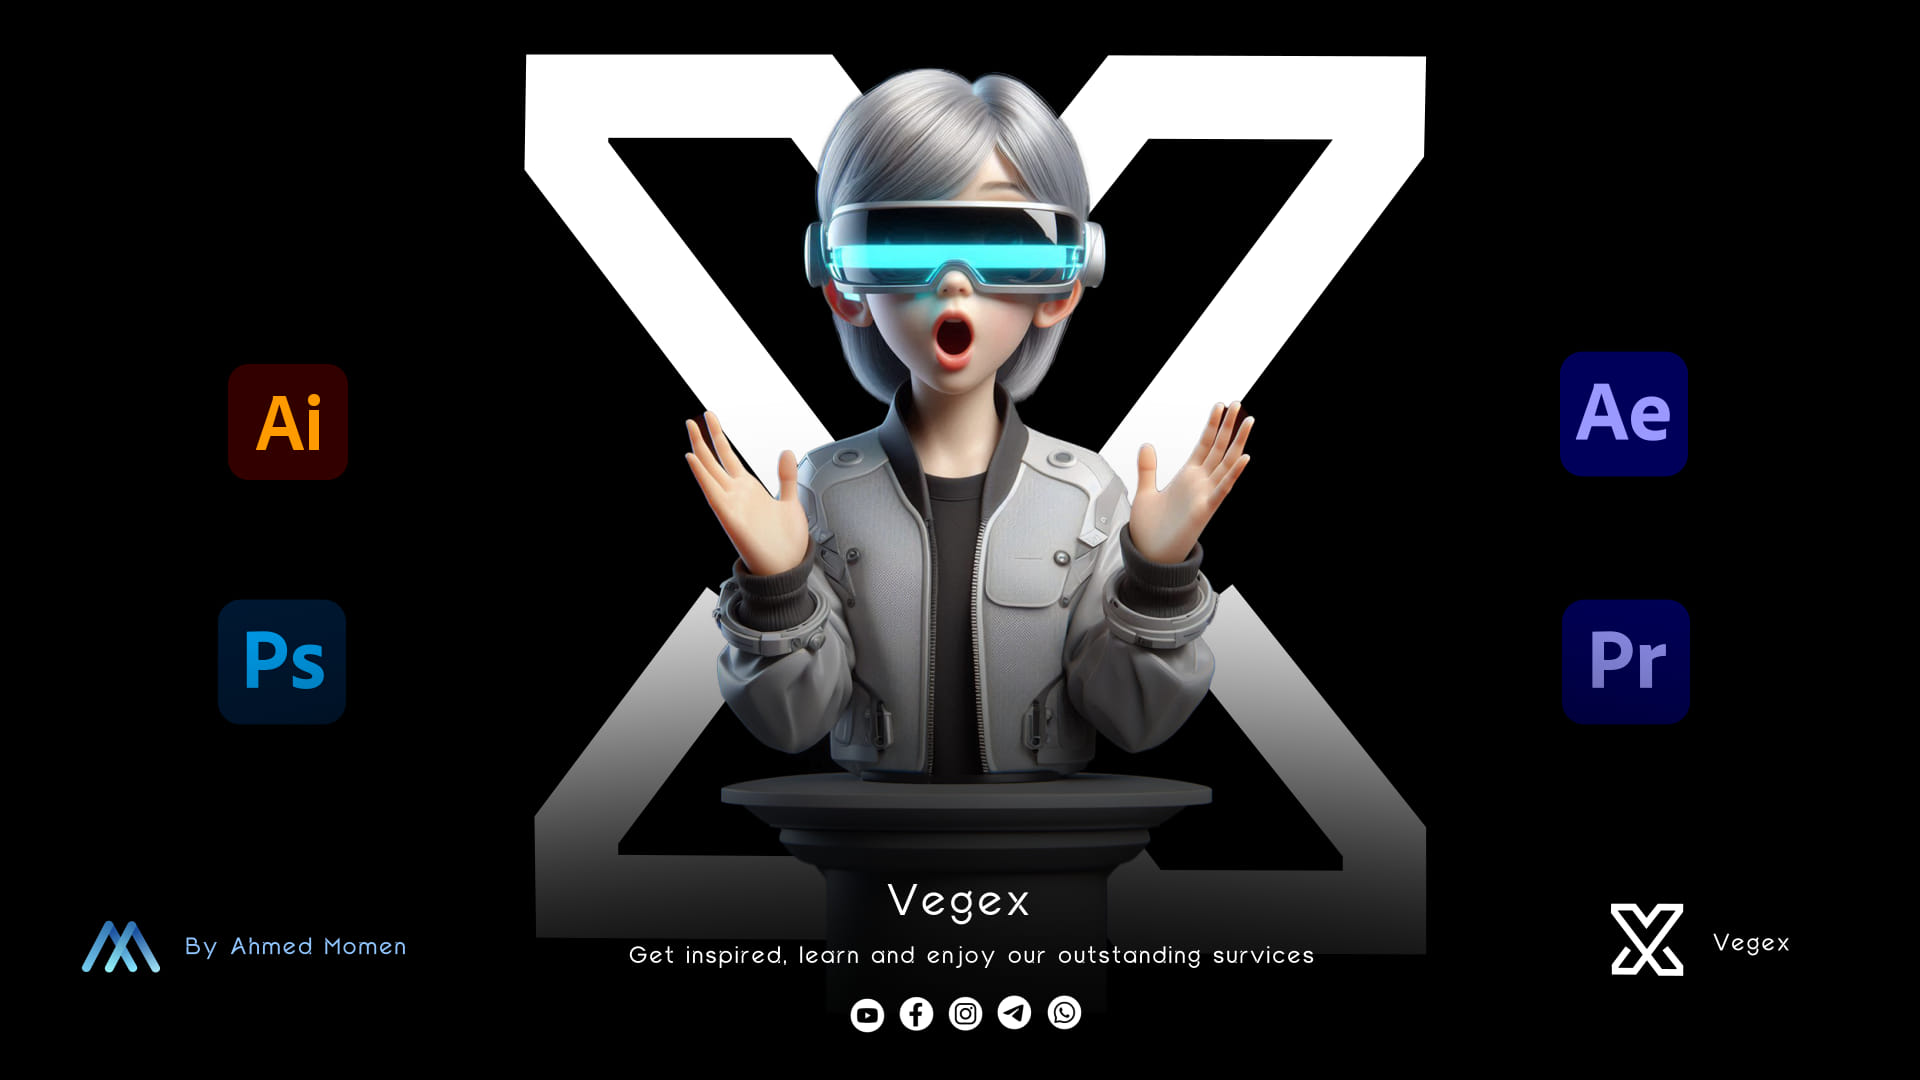 Ai
Ae
Ps
Pr
Vegex
By Ahmed Momen
Get inspired, learn and enjoy our outstanding survices
Vegex